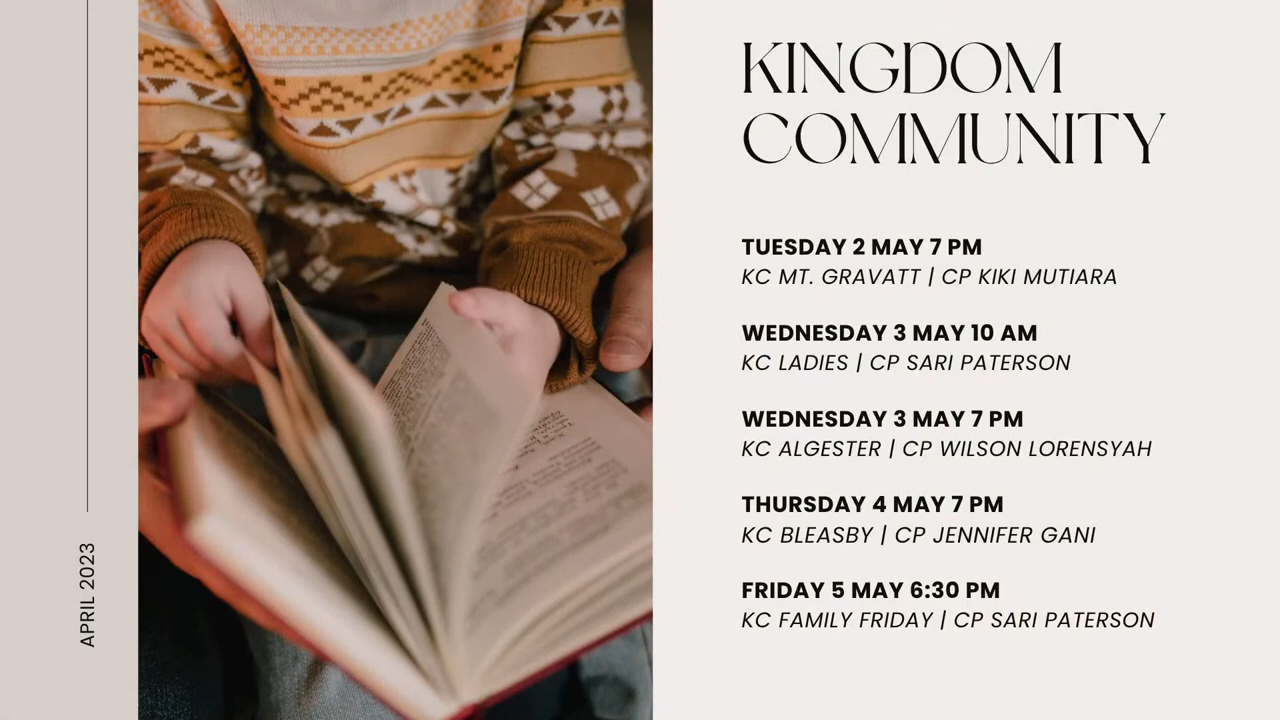 KINGDOM
COMMUNITY
TUESDAY 2 MAY 7 PM
KC MT. GRAVATT | CP KIKI MUTIARA
WEDNESDAY 3 MAY 10 AM
KC LADIES | CP SARI PATERSON
WEDNESDAY 3 MAY 7 PM
KC ALGESTER | CP WILSON LORENSYAH
THURSDAY 4 MAY 7 PM
KC BLEASBY | CP JENNIFER GANI
FRIDAY 5 MAY 6:30 PM
KC FAMILY FRIDAY | CP SARI PATERSON
APRIL 2023